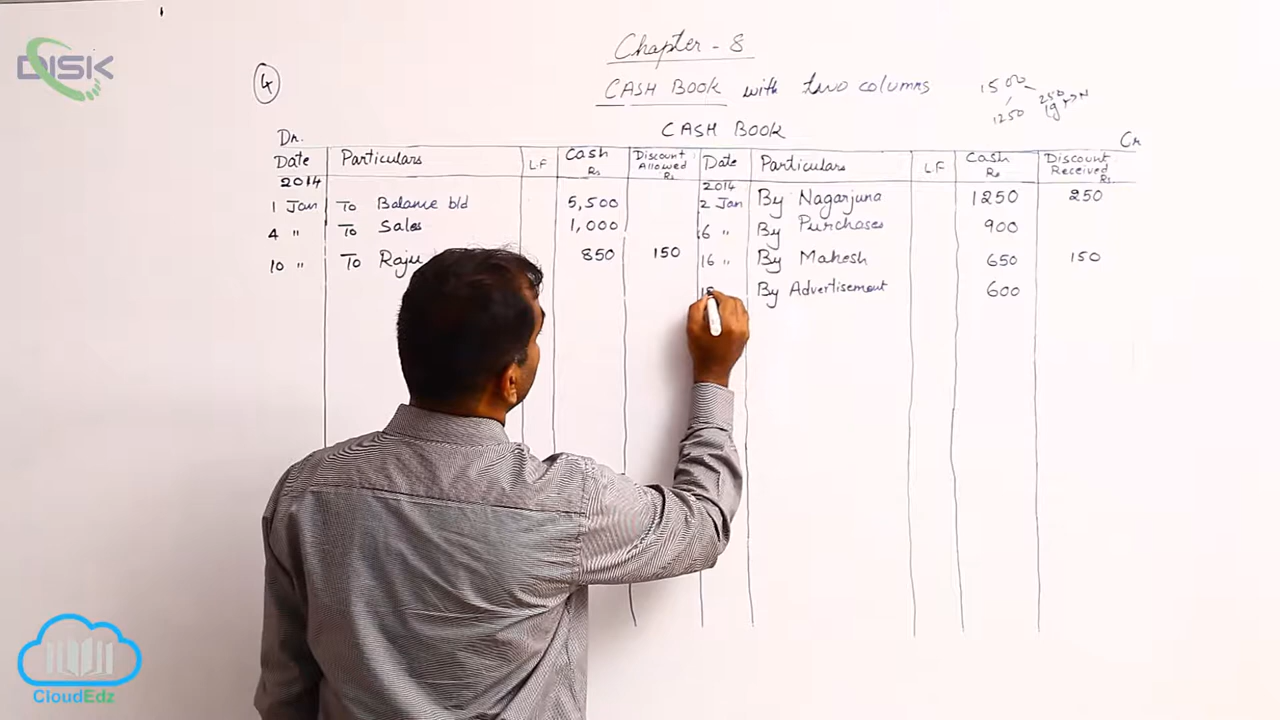 DISK
Chapter - 8
4
CASH BOOK with two columns
1500
1250
250
CASH BOOK
Dr. Cr
Date Particulars L.F Cash Rs Discount Allowed Rs Date Particulars L.F Cash Rs Discount Received Rs
2014 2014
1 Jan To Balance b/d 5,500 2 Jan By Nagarjuna 1250 250
4 " To Sales 1,000 6 " By Purchases 900
10 " To Raju 850 150 16 " By Mahesh 650 150
18 By Advertisement 600
CloudEdz